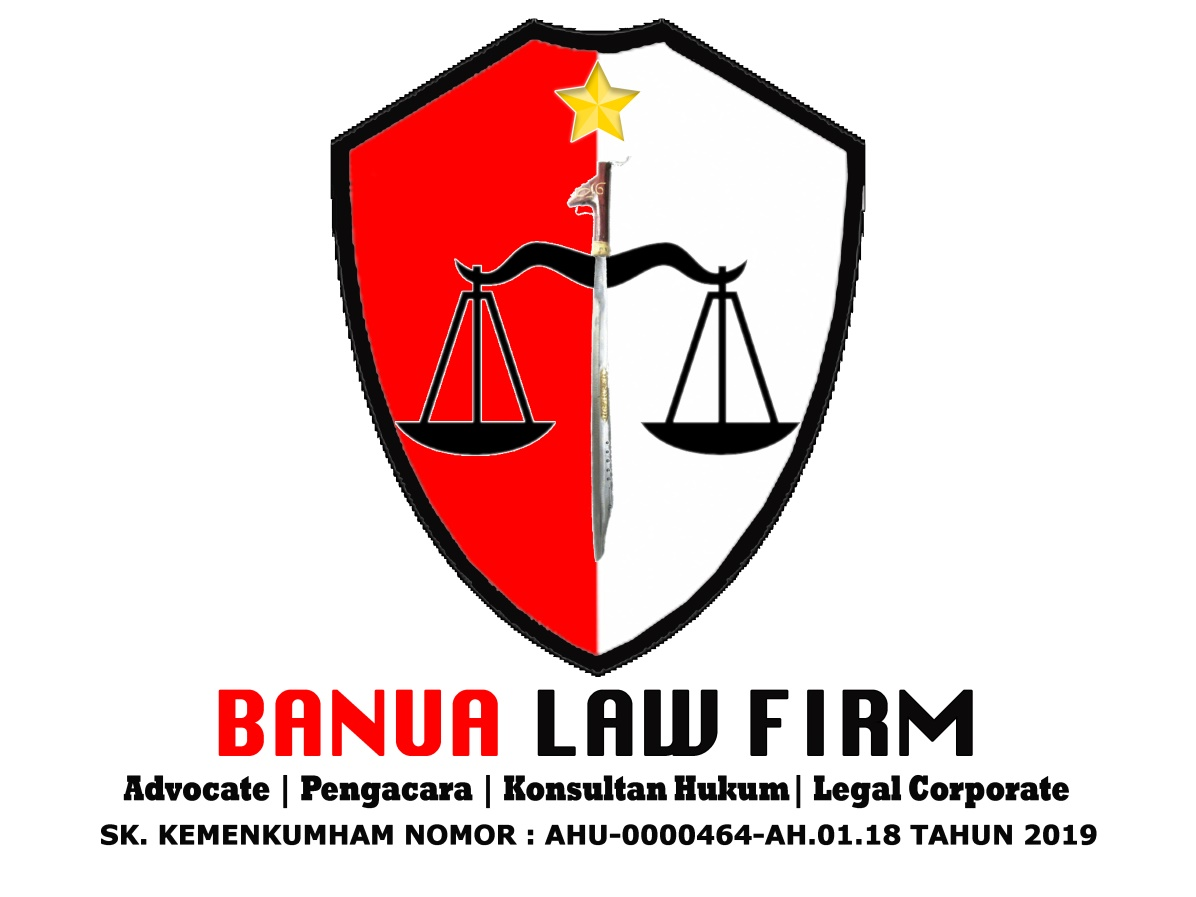 BANUA LAW FIRM
Advocate | Pengacara | Konsultan Hukum| Legal Corporate
SK. KEMENKUMHAM NOMOR : AHU-0000464-AH.01.18 TAHUN 2019